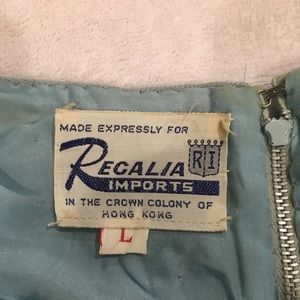 MADE EXPRESSLY FOR
REGALIA RI
IMPORTS
IN THE CROWN COLONY OF
HONG KONG
L